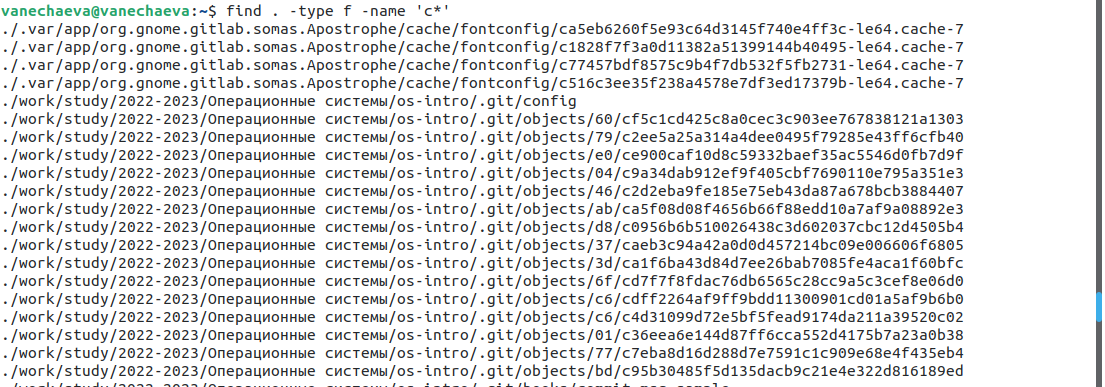 vanechaeva@vanechaeva:~$ find . -type f -name 'c*'
./.var/app/org.gnome.gitlab.somas.Apostrophe/cache/fontconfig/ca5eb6260f5e93c64d3145f740e4ff3c-le64.cache-7
./.var/app/org.gnome.gitlab.somas.Apostrophe/cache/fontconfig/c1828f7f3a0d11382a51399144b40495-le64.cache-7
./.var/app/org.gnome.gitlab.somas.Apostrophe/cache/fontconfig/c77457bdf8575c9b4f7db532f5fb2731-le64.cache-7
./.var/app/org.gnome.gitlab.somas.Apostrophe/cache/fontconfig/c516c3ee35f238a4578e7df3ed17379b-le64.cache-7
./work/study/2022-2023/Операционные системы/os-intro/.git/config
./work/study/2022-2023/Операционные системы/os-intro/.git/objects/60/cf5c1cd425c8a0cec3c903ee767838121a1303
./work/study/2022-2023/Операционные системы/os-intro/.git/objects/79/c2ee5a25a314a4dee0495f79285e43ff6cfb40
./work/study/2022-2023/Операционные системы/os-intro/.git/objects/e0/ce900caf10d8c59332baef35ac5546d0fb7d9f
./work/study/2022-2023/Операционные системы/os-intro/.git/objects/04/c9a34dab912ef9f405cbf7690110e795a351e3
./work/study/2022-2023/Операционные системы/os-intro/.git/objects/46/c2d2eba9fe185e75eb43da87a678bcb3884407
./work/study/2022-2023/Операционные системы/os-intro/.git/objects/ab/ca5f08d08f4656b66f88edd10a7af9a08892e3
./work/study/2022-2023/Операционные системы/os-intro/.git/objects/d8/c0956b6b510026438c3d602037cbc12d4505b4
./work/study/2022-2023/Операционные системы/os-intro/.git/objects/37/caeb3c94a42a0d0d457214bc09e006606f6805
./work/study/2022-2023/Операционные системы/os-intro/.git/objects/3d/ca1f6ba43d84d7ee26bab7085fe4aca1f60bfc
./work/study/2022-2023/Операционные системы/os-intro/.git/objects/6f/cd7f7f8fdac76db6565c28cc9a5c3cef8e06d0
./work/study/2022-2023/Операционные системы/os-intro/.git/objects/c6/cdff2264af9ff9bdd11300901cd01a5af9b6b0
./work/study/2022-2023/Операционные системы/os-intro/.git/objects/c6/c4d31099d72e5bf5fead9174da211a39520c02
./work/study/2022-2023/Операционные системы/os-intro/.git/objects/01/c36eea6e144d87ff6cca552d4175b7a23a0b38
./work/study/2022-2023/Операционные системы/os-intro/.git/objects/77/c7eba8d16d288d7e7591c1c909e68e4f435eb4
./work/study/2022-2023/Операционные системы/os-intro/.git/objects/bd/c95b30485f5d135dacb9c21e4e322d816189ed